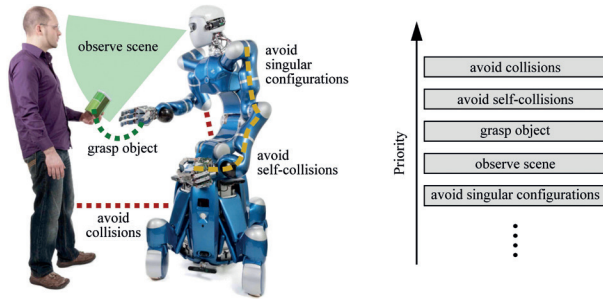 observe scene
avoid
singular
configurations
grasp object
avoid
self-collisions
avoid
collisions
Priority
avoid collisions
avoid self-collisions
grasp object
observe scene
avoid singular configurations